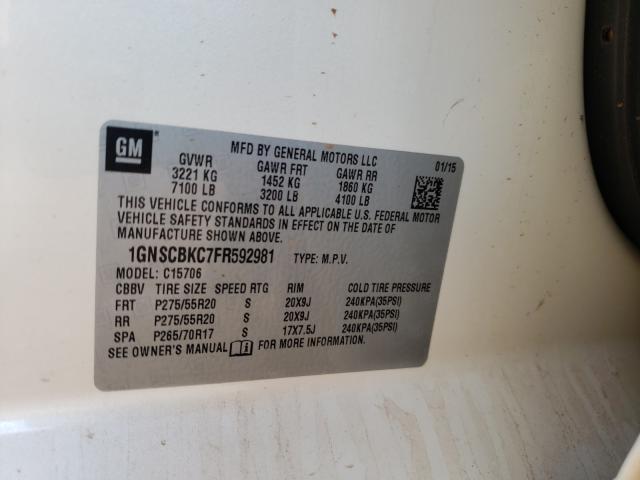 GM
MFD BY GENERAL MOTORS LLC 01/15
GVWR GAWR FRT GAWR RR
3221 KG 1452 KG 1860 KG
7100 LB 3200 LB 4100 LB
THIS VEHICLE CONFORMS TO ALL APPLICABLE U.S. FEDERAL MOTOR
VEHICLE SAFETY STANDARDS IN EFFECT ON THE DATE OF
MANUFACTURE SHOWN ABOVE.
1GNSCBKC7FR592981 TYPE: M.P.V.
MODEL: C15706
CBBV TIRE SIZE SPEED RTG RIM COLD TIRE PRESSURE
FRT P275/55R20 S 20X9J 240KPA(35PSI)
RR P275/55R20 S 20X9J 240KPA(35PSI)
SPA P265/70R17 S 17X7.5J 240KPA(35PSI)
SEE OWNER'S MANUAL FOR MORE INFORMATION.